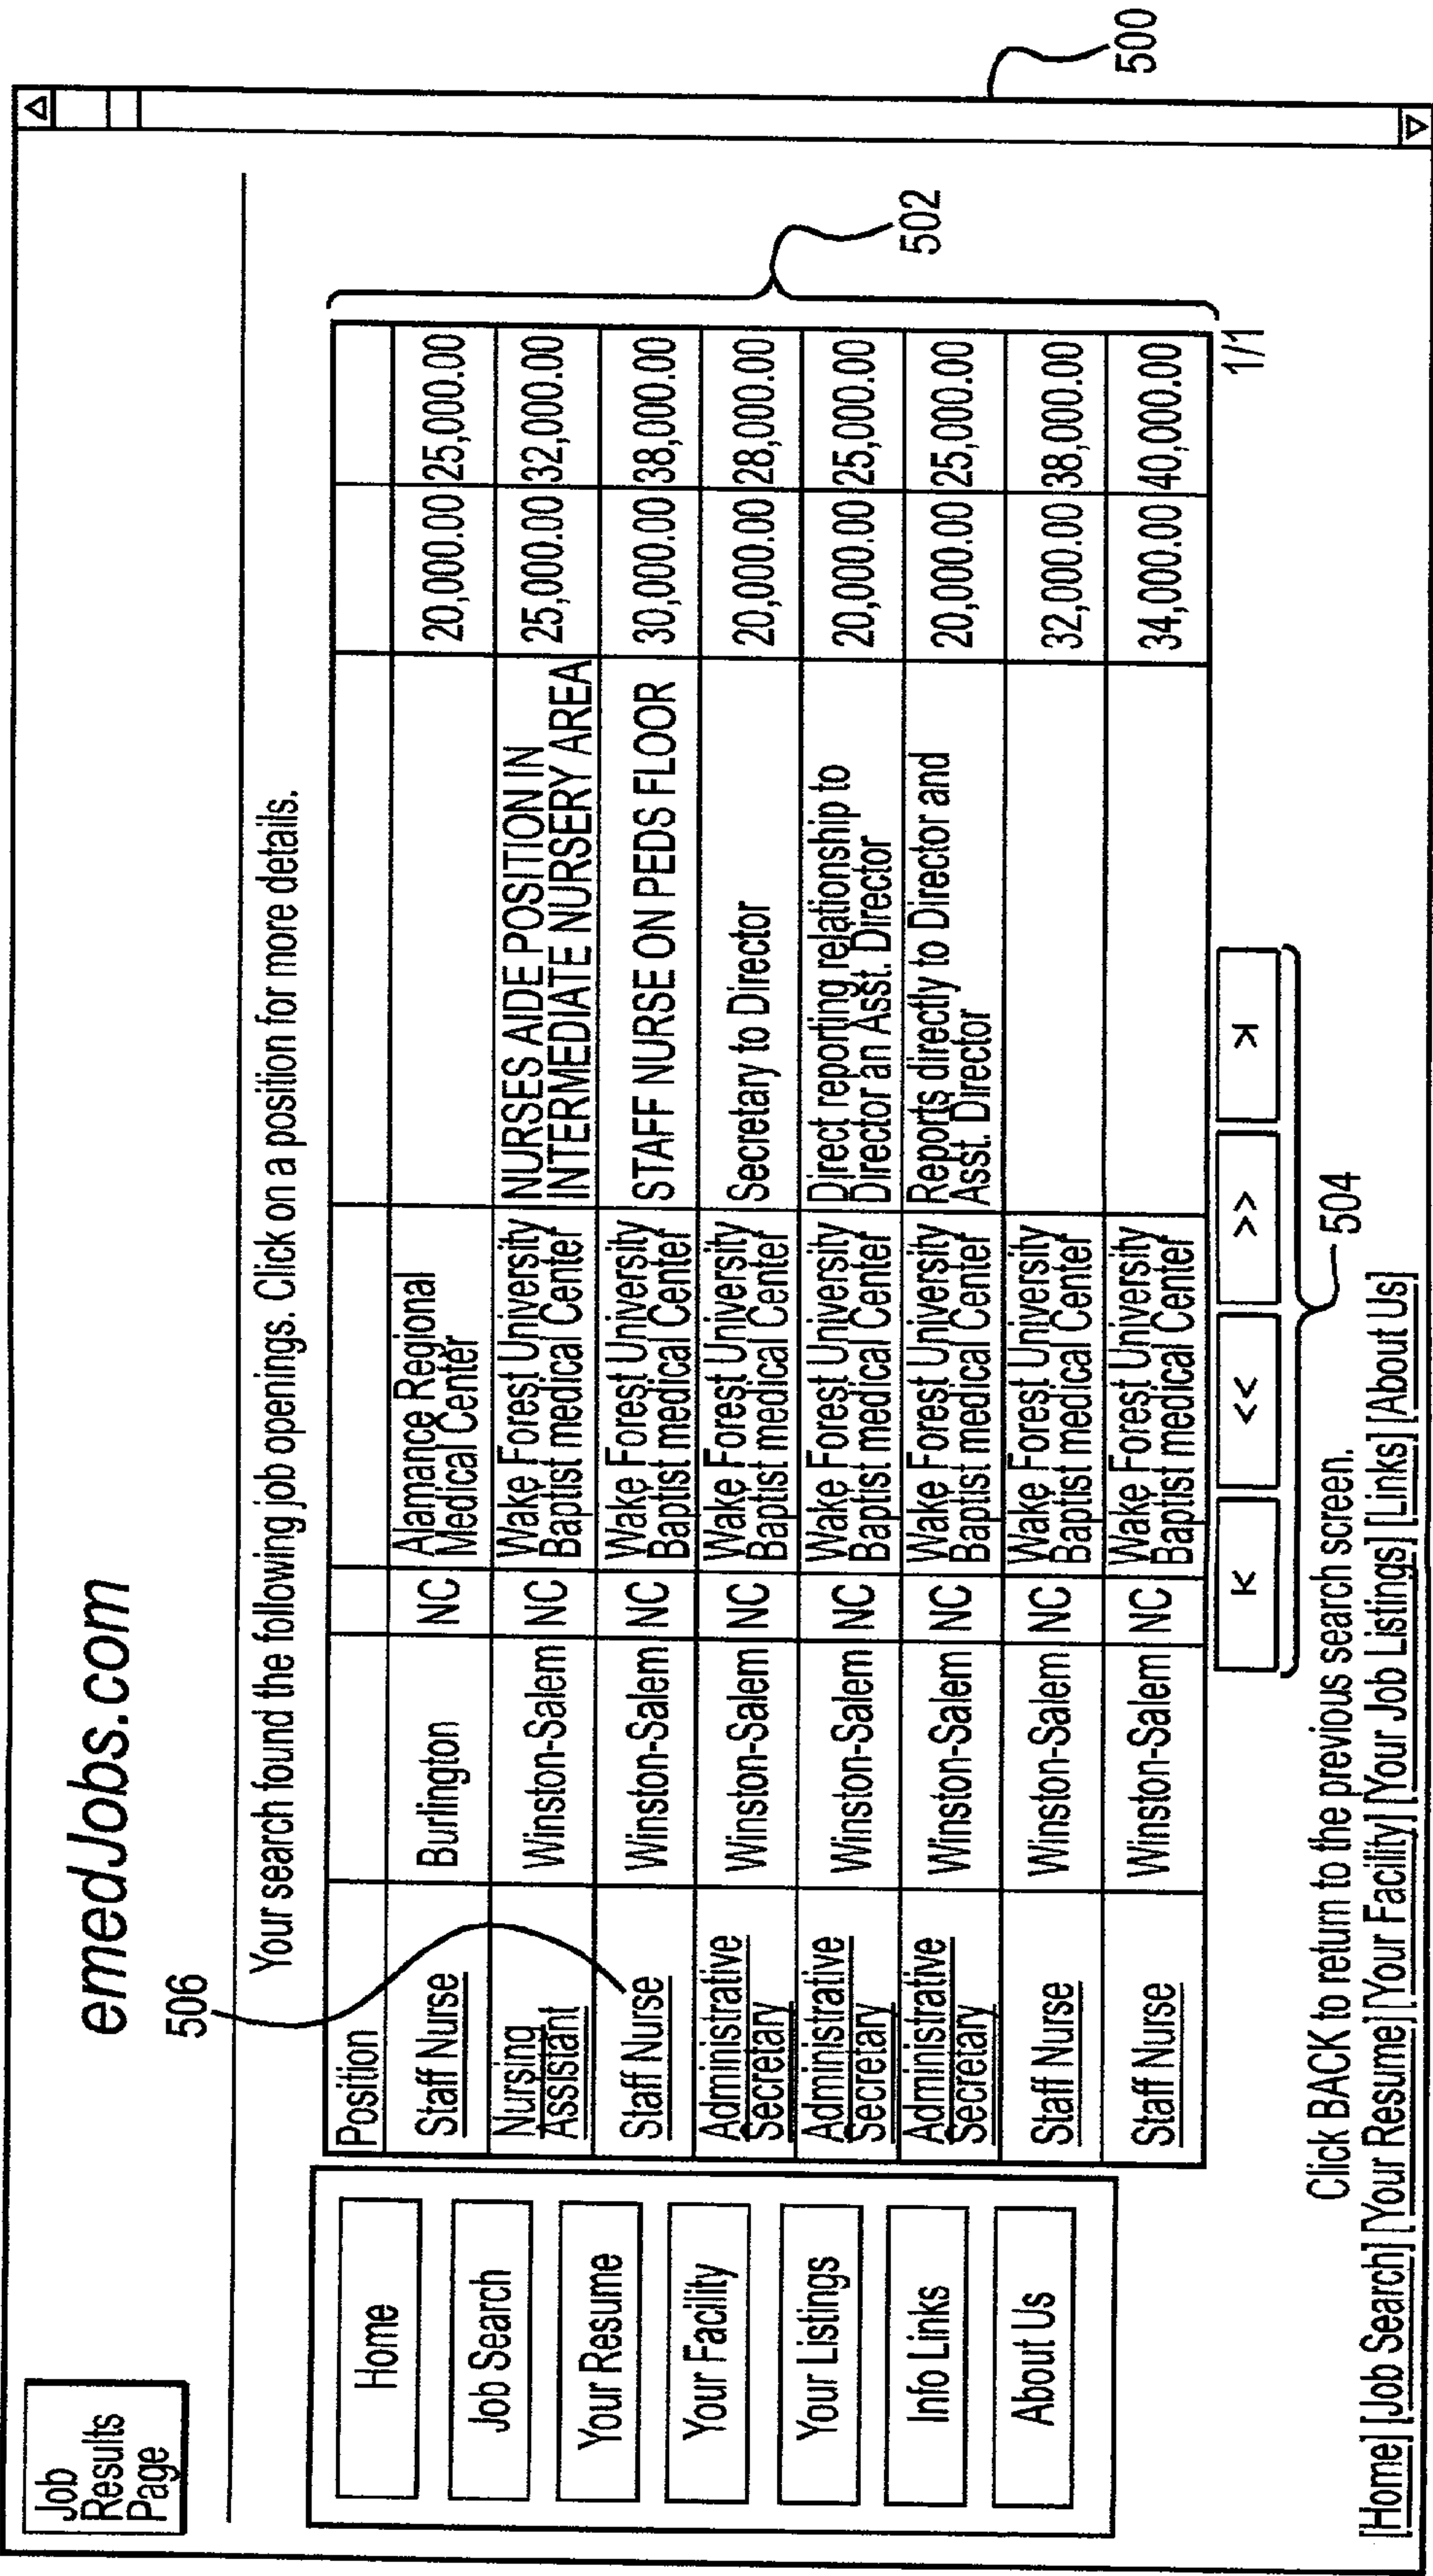 Job
Results
Page
emedJobs.com
506
Your search found the following job openings. Click on a position for more details.
500
Home
Job Search
Your Resume
Your Facility
Your Listings
Info Links
About Us
Position
Staff Nurse Burlington NC Alamance Regional Medical Center 20,000.00 25,000.00
Nursing Assistant Winston-Salem NC Wake Forest University Baptist medical Center NURSES AIDE POSITION IN INTERMEDIATE NURSERY AREA 25,000.00 32,000.00
Staff Nurse Winston-Salem NC Wake Forest University Baptist medical Center STAFF NURSE ON PEDS FLOOR 30,000.00 38,000.00
Administrative Secretary Winston-Salem NC Wake Forest University Baptist medical Center Secretary to Director 20,000.00 28,000.00
Administrative Secretary Winston-Salem NC Wake Forest University Baptist medical Center Direct reporting relationship to Director an Asst. Director 20,000.00 25,000.00
Administrative Secretary Winston-Salem NC Wake Forest University Baptist medical Center Reports directly to Director and Asst. Director 20,000.00 25,000.00
Staff Nurse Winston-Salem NC Wake Forest University Baptist medical Center 32,000.00 38,000.00
Staff Nurse Winston-Salem NC Wake Forest University Baptist medical Center 34,000.00 40,000.00
502
K << >> >|
1/1
504
Click BACK to return to the previous search screen.
[Home] [Job Search] [Your Resume] [Your Facility] [Your Job Listings] [Links] [About Us]